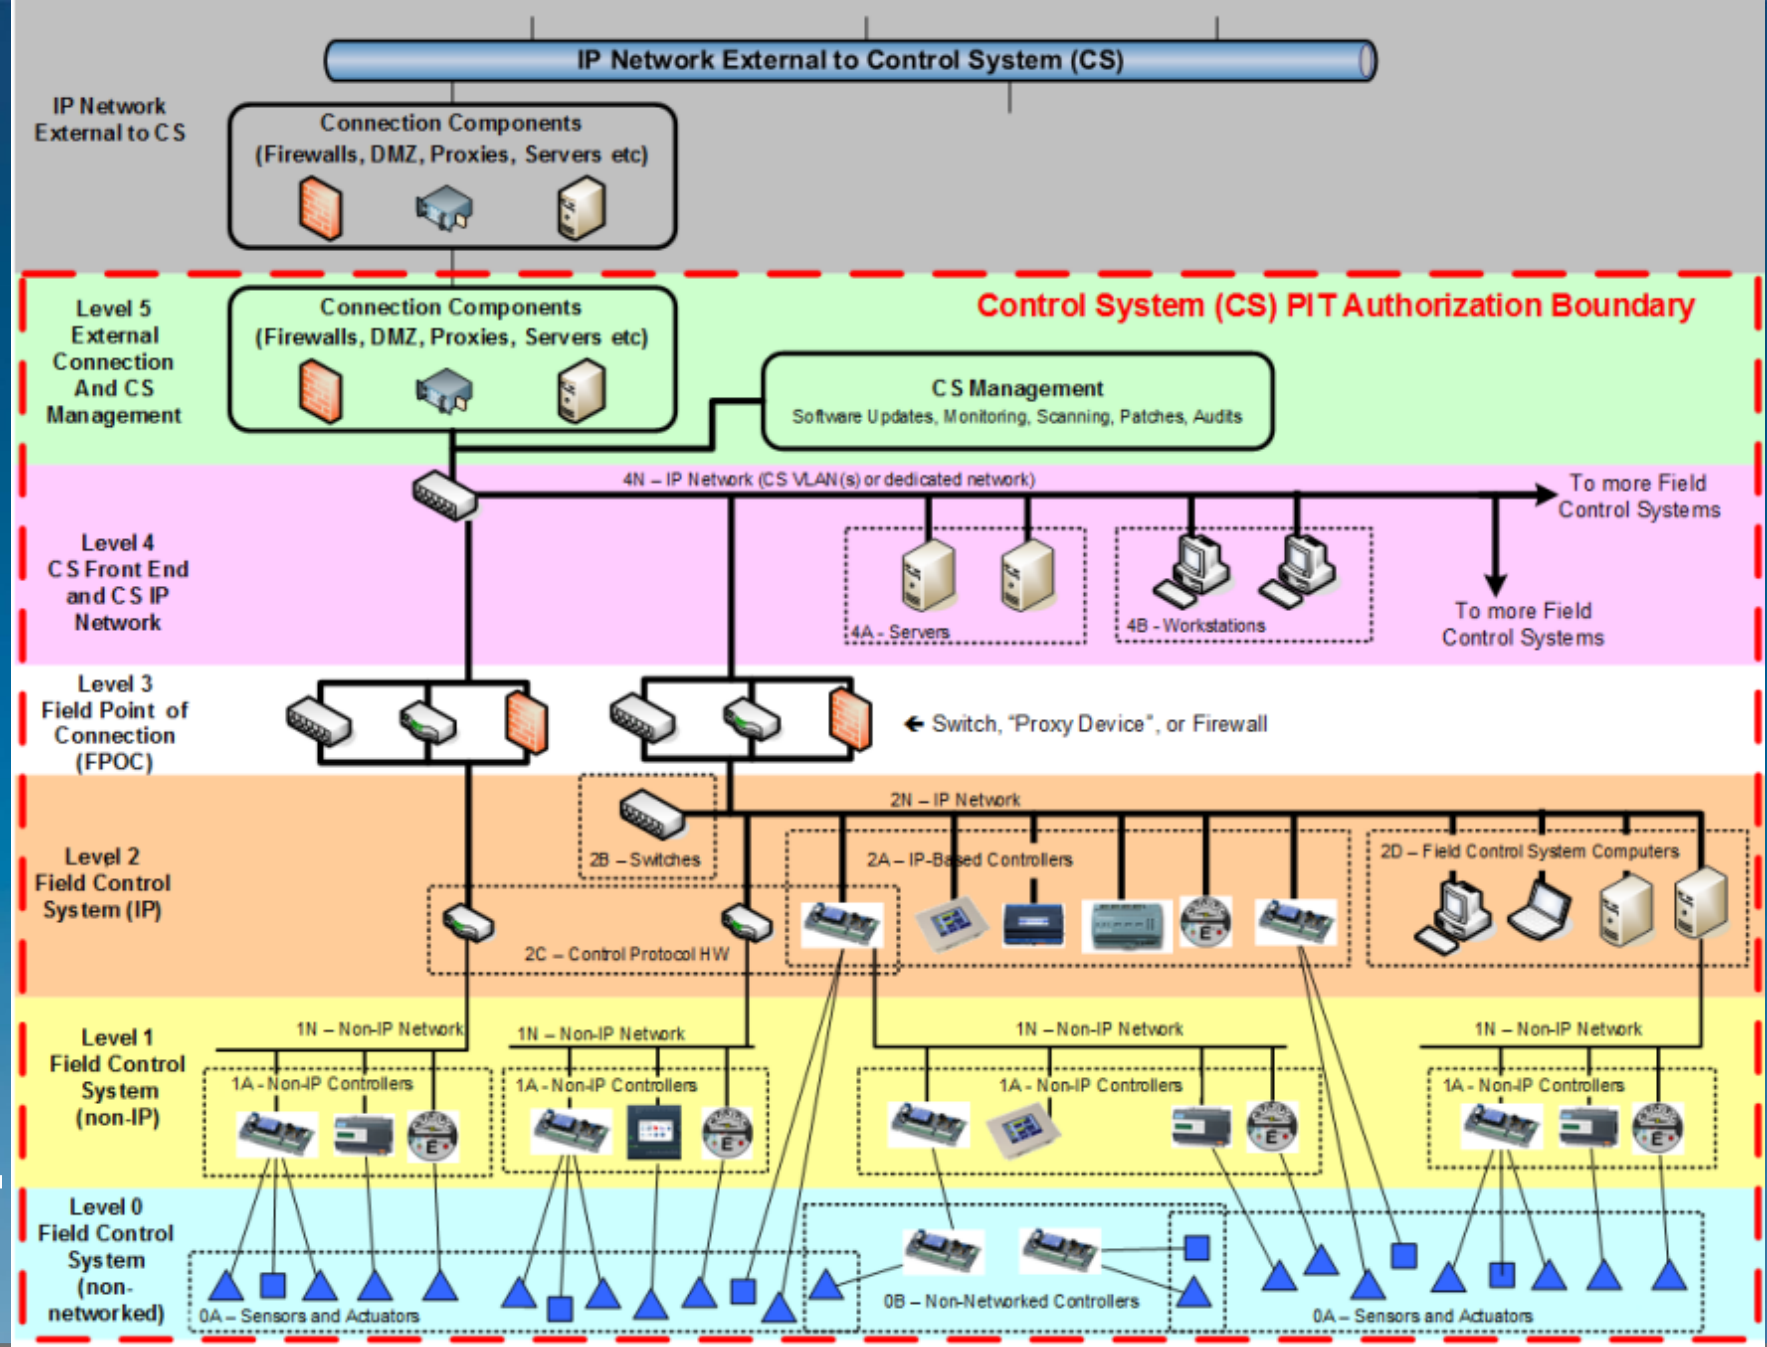 IP Network External to Control System (CS)
IP Network
External to CS
Connection Components
(Firewalls, DMZ, Proxies, Servers etc)
Level 5
External
Connection
And CS
Management
Connection Components
(Firewalls, DMZ, Proxies, Servers etc)
Control System (CS) PIT Authorization Boundary
CS Management
Software Updates, Monitoring, Scanning, Patches, Audits
Level 4
CS Front End
and CS IP
Network
4N – IP Network (CS VLAN(s) or dedicated network)
To more Field
Control Systems
4A - Servers
4B - Workstations
To more Field
Control Systems
Level 3
Field Point of
Connection
(FPOC)
← Switch, "Proxy Device", or Firewall
Level 2
Field Control
System (IP)
2N – IP Network
2B – Switches
2A – IP-Based Controllers
2D – Field Control System Computers
2C – Control Protocol HW
E
Level 1
Field Control
System
(non-IP)
1N – Non-IP Network
1N – Non-IP Network
1N – Non-IP Network
1N – Non-IP Network
1A - Non-IP Controllers
1A - Non-IP Controllers
1A - Non-IP Controllers
1A - Non-IP Controllers
E
E
E
E
Level 0
Field Control
System
(non-
networked)
0A – Sensors and Actuators
0B – Non-Networked Controllers
0A – Sensors and Actuators